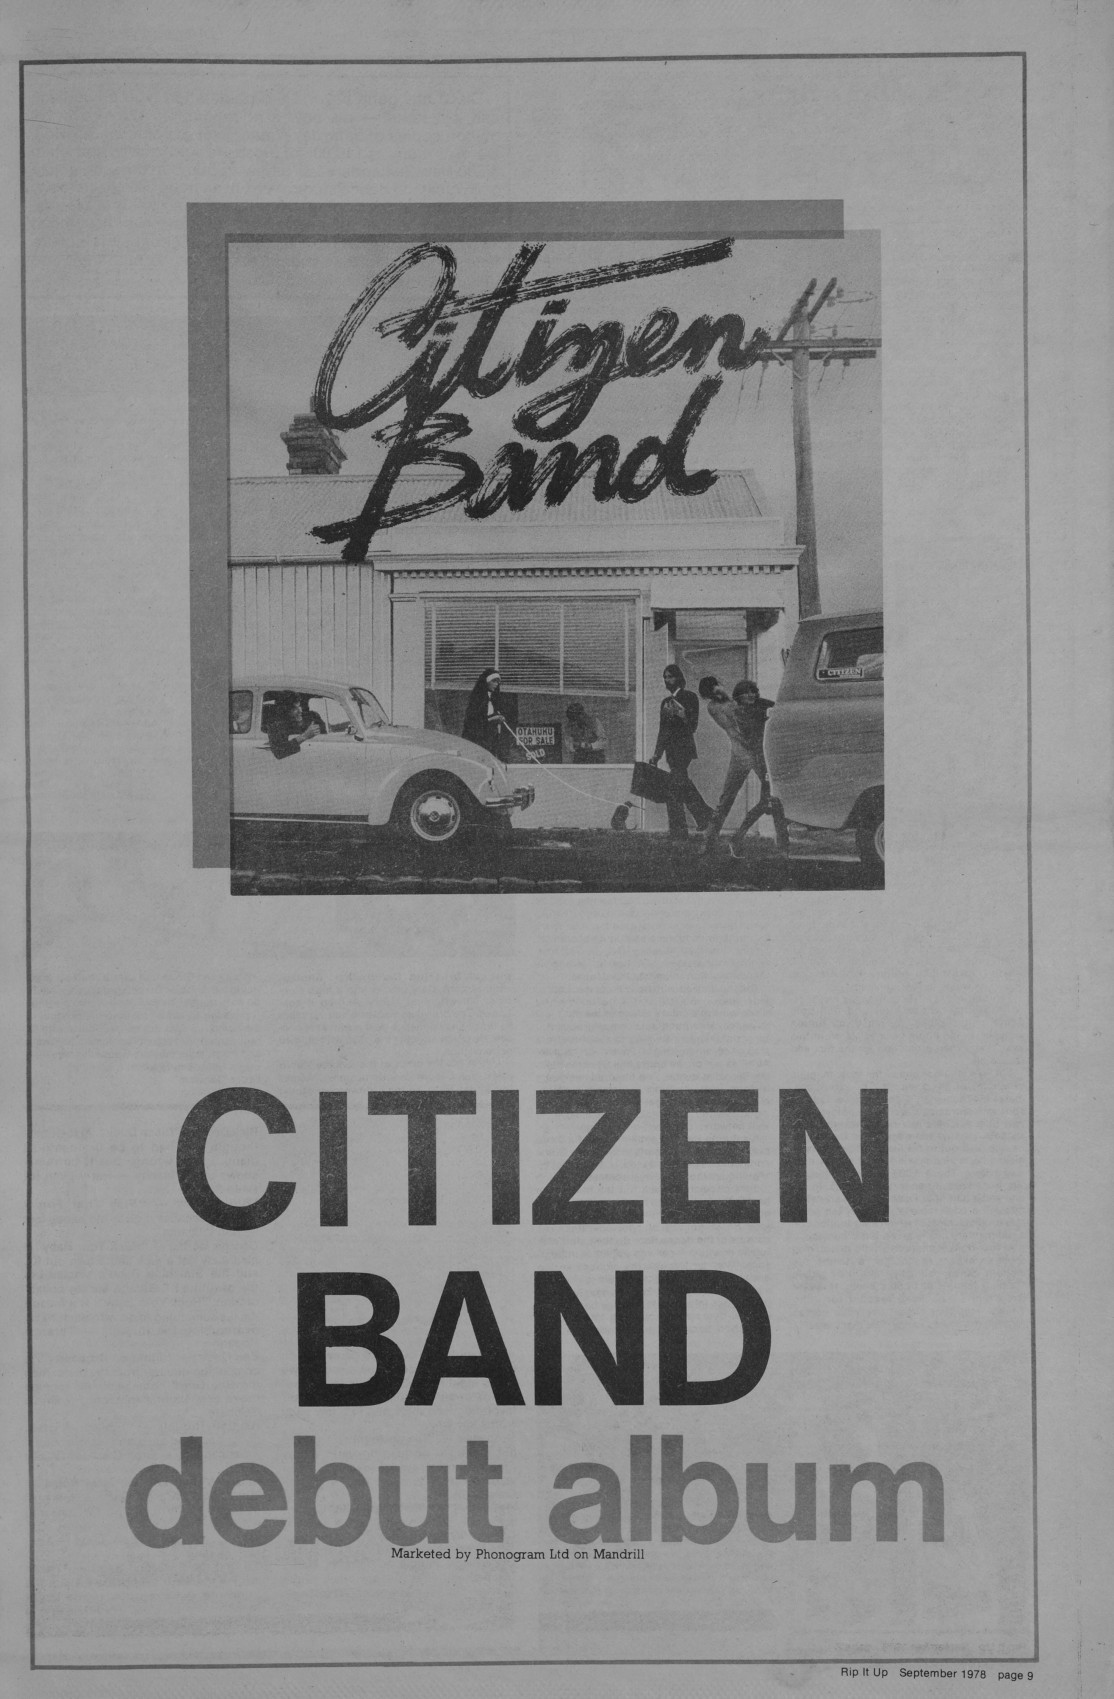 Citizen
Band
CITIZEN
OTAHUHU
FOR SALE
SOLD
CITIZEN
BAND
debut album
Marketed by Phonogram Ltd on Mandrill
Rip It Up September 1978 page 9